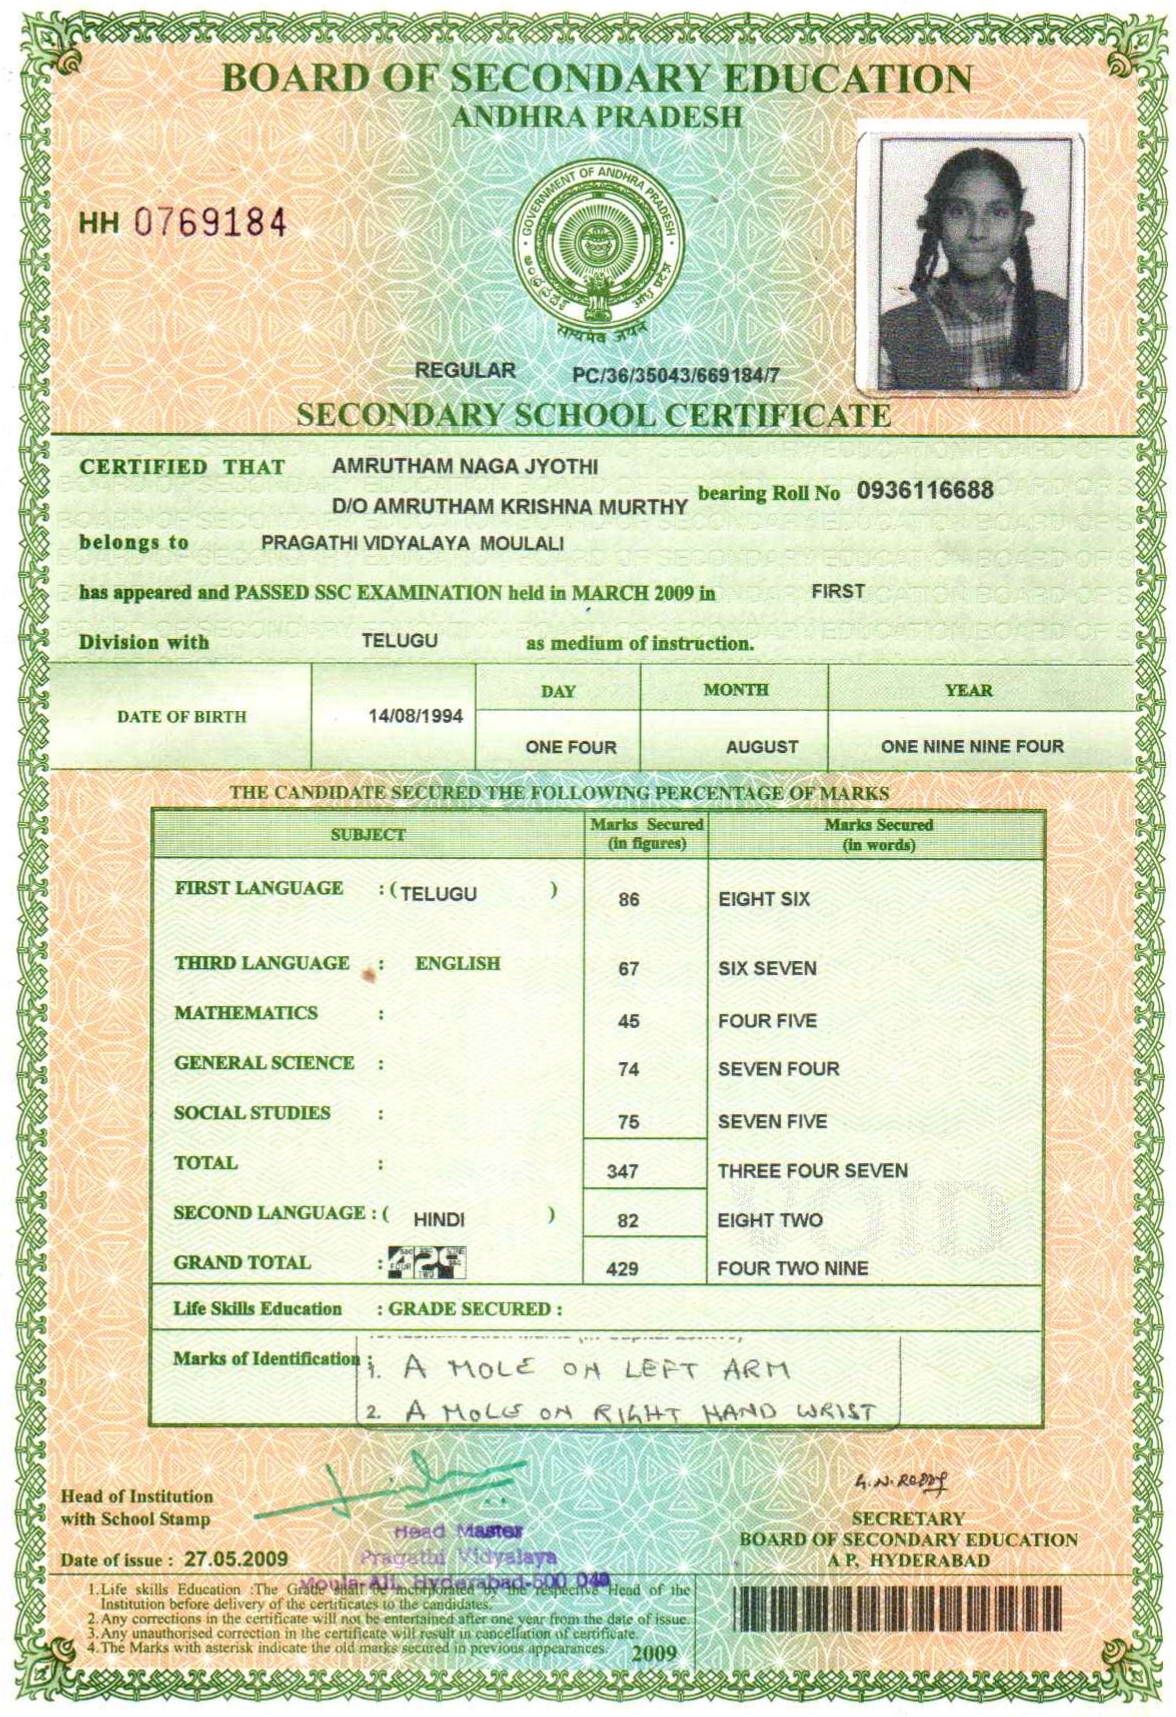 BOARD OF SECONDARY EDUCATION
ANDHRA PRADESH
GOVERNMENT OF ANDHRA PRADESH
सत्यमेव जयते
HH 0769184
REGULAR PC/36/35043/669184/7
SECONDARY SCHOOL CERTIFICATE
CERTIFIED THAT AMRUTHAM NAGA JYOTHI
D/O AMRUTHAM KRISHNA MURTHY bearing Roll No 0936116688
belongs to PRAGATHI VIDYALAYA MOULALI
has appeared and PASSED SSC EXAMINATION held in MARCH 2009 in FIRST
Division with TELUGU as medium of instruction.
DATE OF BIRTH 14/08/1994
DAY MONTH YEAR
ONE FOUR AUGUST ONE NINE NINE FOUR
THE CANDIDATE SECURED THE FOLLOWING PERCENTAGE OF MARKS
SUBJECT Marks Secured (in figures) Marks Secured (in words)
FIRST LANGUAGE : ( TELUGU ) 86 EIGHT SIX
THIRD LANGUAGE : ENGLISH 67 SIX SEVEN
MATHEMATICS : 45 FOUR FIVE
GENERAL SCIENCE : 74 SEVEN FOUR
SOCIAL STUDIES : 75 SEVEN FIVE
TOTAL : 347 THREE FOUR SEVEN
SECOND LANGUAGE : ( HINDI ) 82 EIGHT TWO
GRAND TOTAL : 429 429 FOUR TWO NINE
Life Skills Education : GRADE SECURED :
Marks of Identification : 1. A MOLE ON LEFT ARM
2. A MOLE ON RIGHT HAND WRIST
G.N. REDDY
Head of Institution
with School Stamp
Head Master
Pragathi Vidyalaya
Moula-Ali, Hyderabad-500 040
SECRETARY
BOARD OF SECONDARY EDUCATION
A P, HYDERABAD
Date of issue : 27.05.2009
1.Life skills Education :The Grade shall be incorporated by the respective Head of the
Institution before delivery of the certificates to the candidates.
2. Any corrections in the certificate will not be entertained after one year from the date of issue.
3. Any unauthorised correction in the certificate will result in cancellation of certificate.
4. The Marks with asterisk indicate the old marks secured in previous appearances.
2009